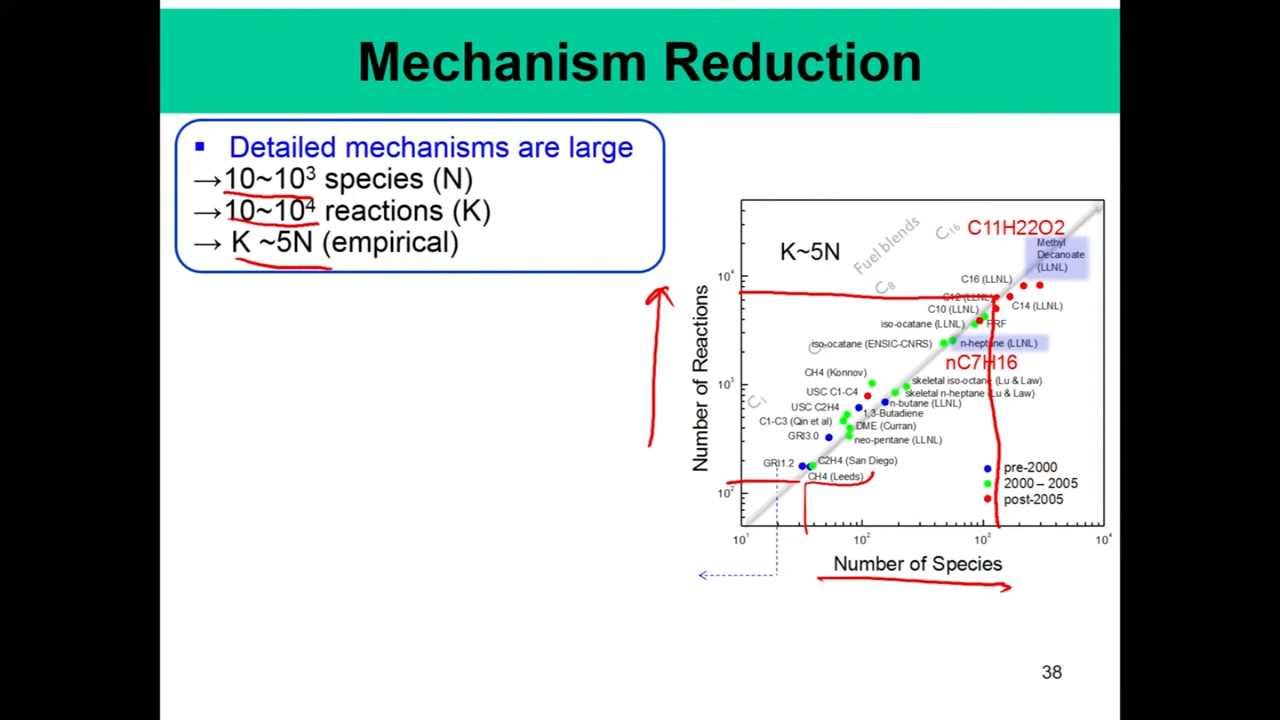 Mechanism Reduction
▪ Detailed mechanisms are large
→10~10³ species (N)
→10~10⁴ reactions (K)
→ K ~5N (empirical)
K~5N
Fuel blends
C16
C8
C1
C11H22O2
Methyl
Decanoate
(LLNL)
C16 (LLNL)
C12 (LLNL)
C14 (LLNL)
C10 (LLNL)
iso-ocatane (LLNL)
PRF
iso-ocatane (ENSIC-CNRS)
n-heptane (LLNL)
nC7H16
CH4 (Konnov)
skeletal iso-octane (Lu & Law)
skeletal n-heptane (Lu & Law)
USC C1-C4
n-butane (LLNL)
USC C2H4
1,3-Butadiene
C1-C3 (Qin et al)
DME (Curran)
GRI3.0
neo-pentane (LLNL)
GRI1.2
C2H4 (San Diego)
CH4 (Leeds)
pre-2000
2000 – 2005
post-2005
Number of Reactions
10⁴
10³
10²
10¹
10²
10³
10⁴
Number of Species
38